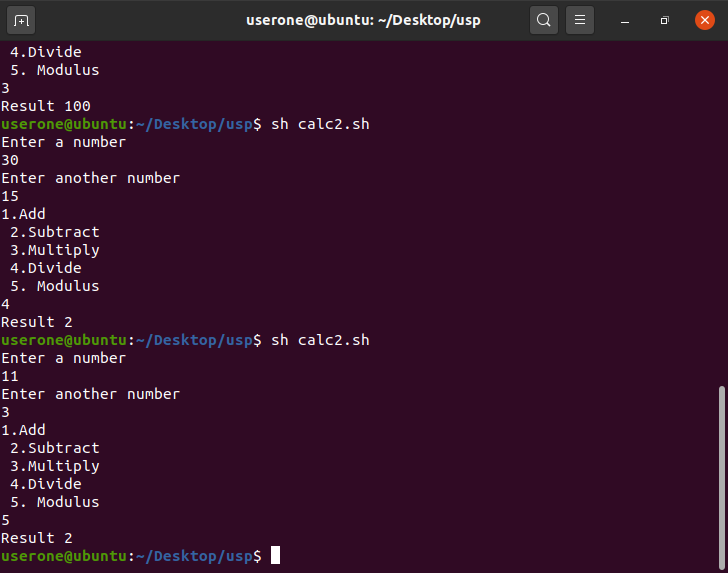 userone@ubuntu: ~/Desktop/usp
 4.Divide
 5. Modulus
3
Result 100
userone@ubuntu:~/Desktop/usp$ sh calc2.sh
Enter a number
30
Enter another number
15
1.Add
 2.Subtract
 3.Multiply
 4.Divide
 5. Modulus
4
Result 2
userone@ubuntu:~/Desktop/usp$ sh calc2.sh
Enter a number
11
Enter another number
3
1.Add
 2.Subtract
 3.Multiply
 4.Divide
 5. Modulus
5
Result 2
userone@ubuntu:~/Desktop/usp$